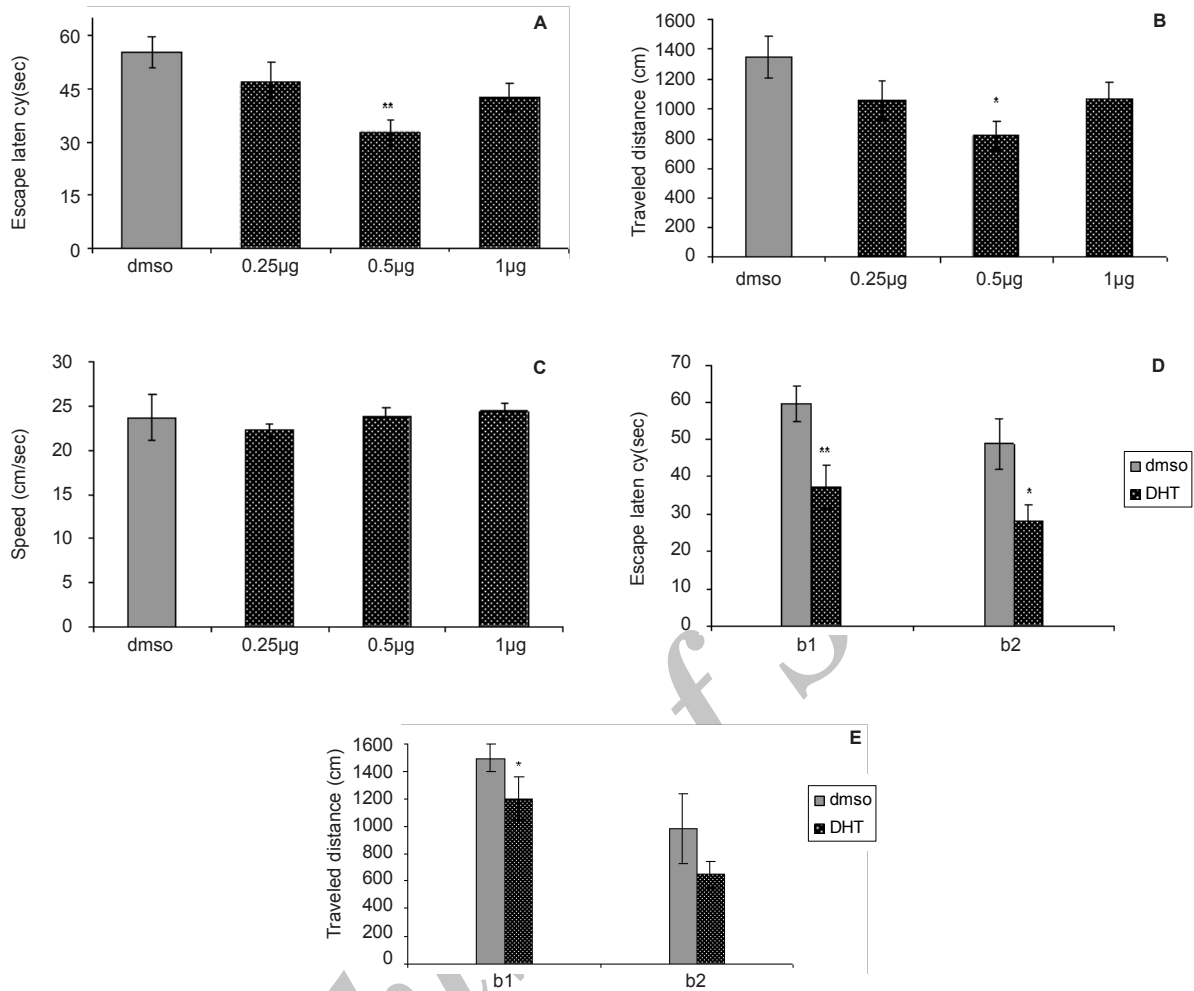 A
Escape laten cy(sec)
60
45
30
15
0
**
dmso
0.25µg
0.5µg
1µg
B
Traveled distance (cm)
1600
1400
1200
1000
800
600
400
200
0
*
dmso
0.25µg
0.5µg
1µg
C
Speed (cm/sec)
30
25
20
15
10
5
0
dmso
0.25µg
0.5µg
1µg
D
Escape laten cy(sec)
70
60
50
40
30
20
10
0
**
*
b1
b2
dmso
DHT
E
Traveled distance (cm)
1600
1400
1200
1000
800
600
400
200
0
*
b1
b2
dmso
DHT